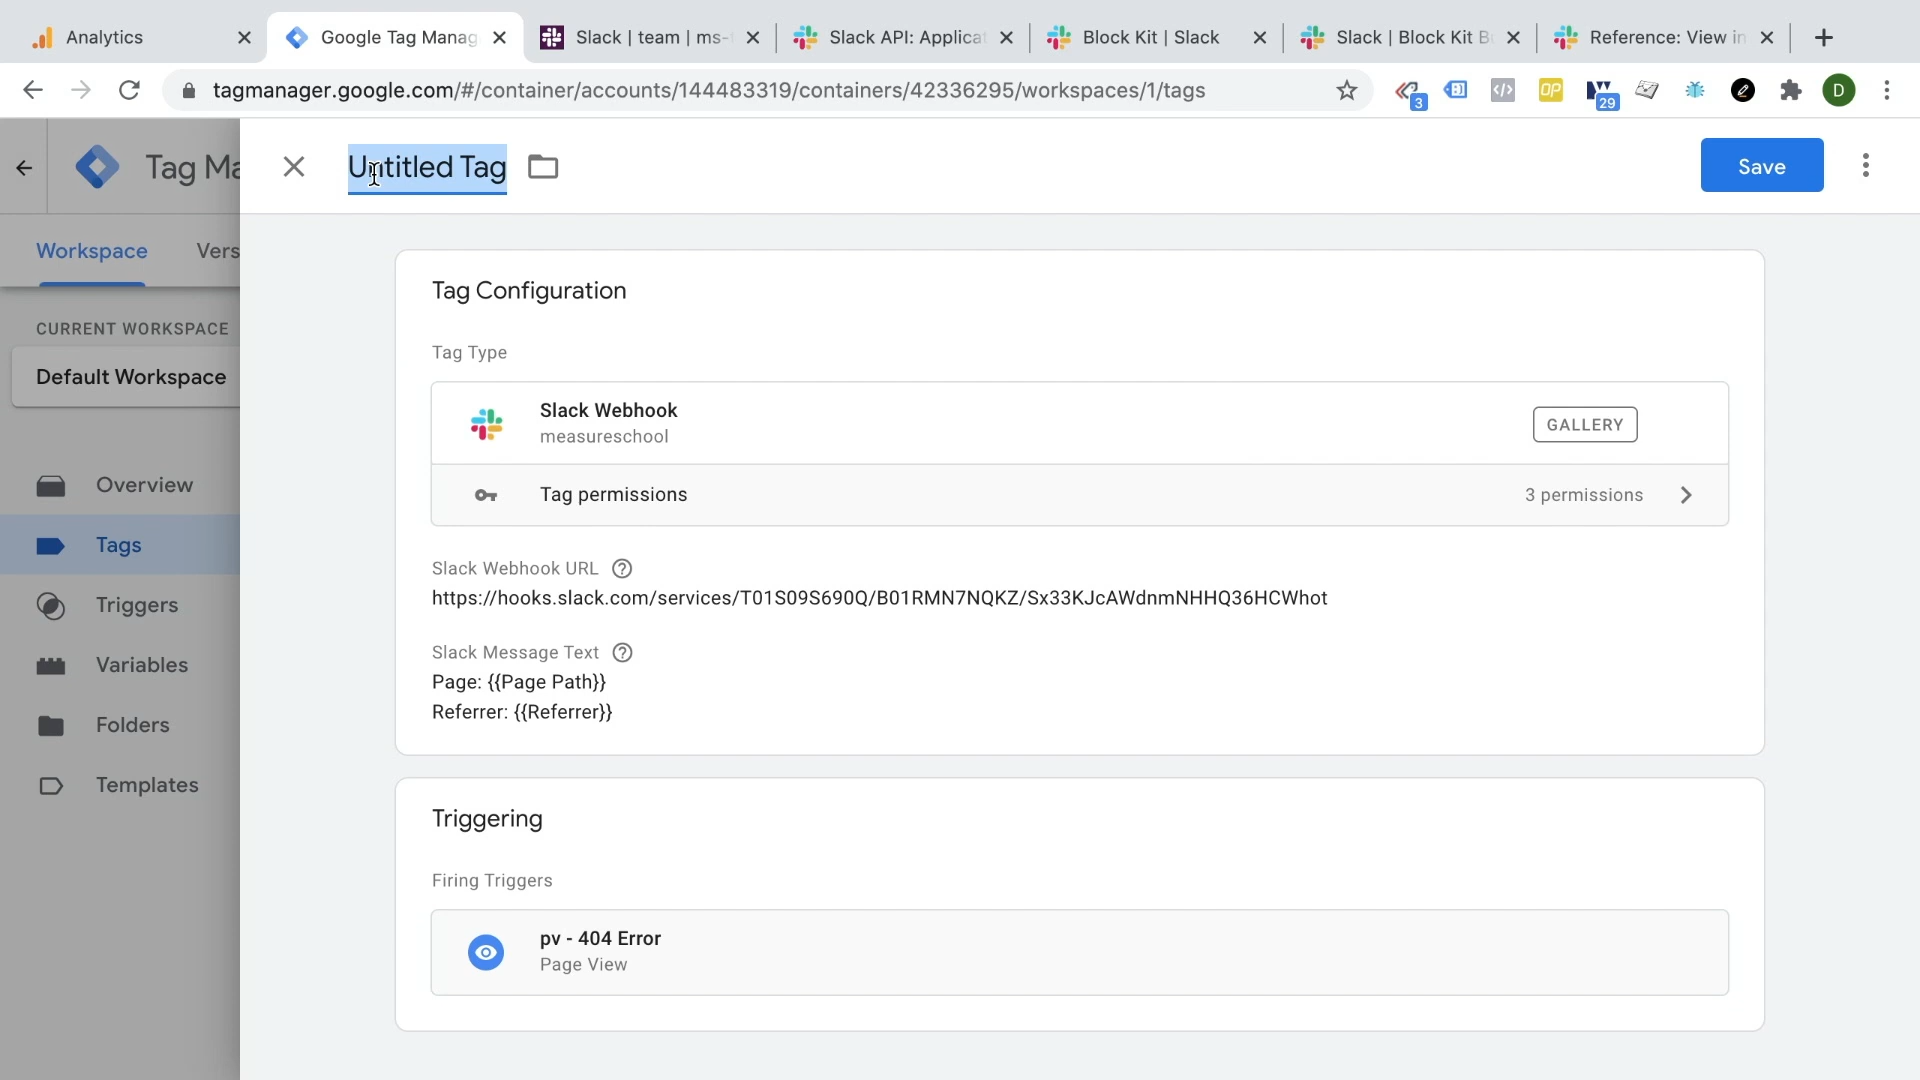 Analytics
Google Tag Manag
Slack | team | ms-
Slack API: Applicat
Block Kit | Slack
Slack | Block Kit B
Reference: View in
tagmanager.google.com/#/container/accounts/144483319/containers/42336295/workspaces/1/tags
3
OP
29
D
Tag Ma
Untitled Tag
Save
Workspace
Vers
CURRENT WORKSPACE
Default Workspace
Overview
Tags
Triggers
Variables
Folders
Templates
Tag Configuration
Tag Type
Slack Webhook
measureschool
GALLERY
Tag permissions
3 permissions
Slack Webhook URL ?
https://hooks.slack.com/services/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
Slack Message Text ?
Page: {{Page Path}}
Referrer: {{Referrer}}
Triggering
Firing Triggers
pv - 404 Error
Page View